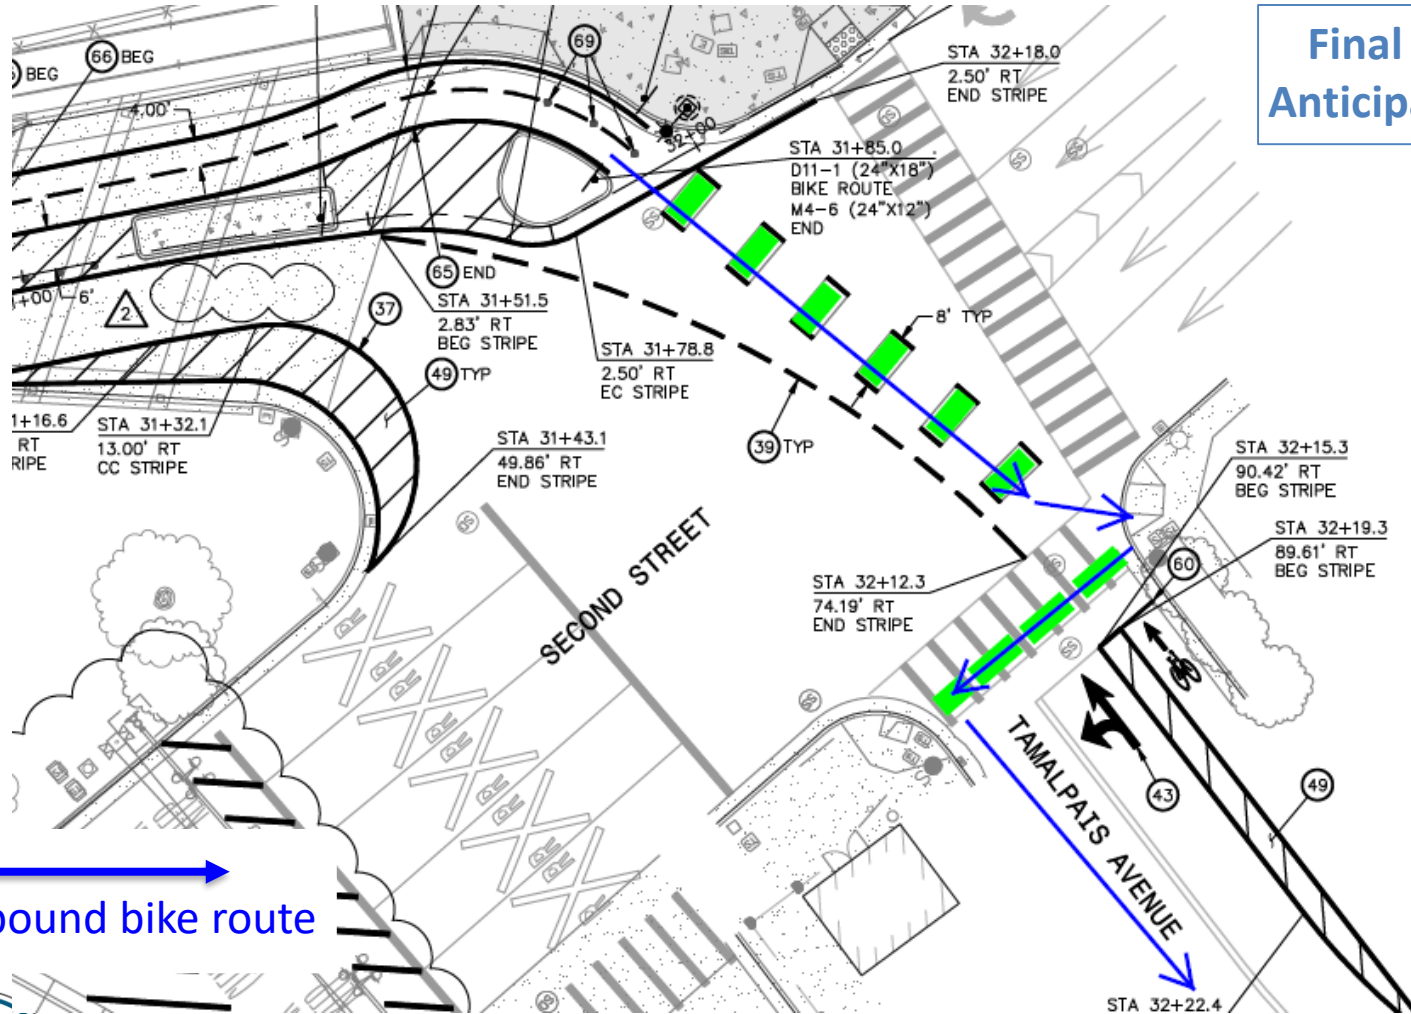 Final
Anticipa
66 BEG
BEG
69
STA 32+18.0
2.50' RT
END STRIPE
4.00'
32+00
STA 31+85.0
D11-1 (24"X18")
BIKE ROUTE
M4-6 (24"X12")
END
65 END
+00
6'
2
37
STA 31+51.5
2.83' RT
BEG STRIPE
8' TYP
49 TYP
STA 31+78.8
2.50' RT
EC STRIPE
1+16.6
RT
RIPE
STA 31+32.1
13.00' RT
CC STRIPE
STA 31+43.1
49.86' RT
END STRIPE
39 TYP
STA 32+15.3
90.42' RT
BEG STRIPE
STA 32+19.3
89.61' RT
BEG STRIPE
60
SECOND STREET
STA 32+12.3
74.19' RT
END STRIPE
TAMALPAIS AVENUE
43
49
bound bike route
STA 32+22.4